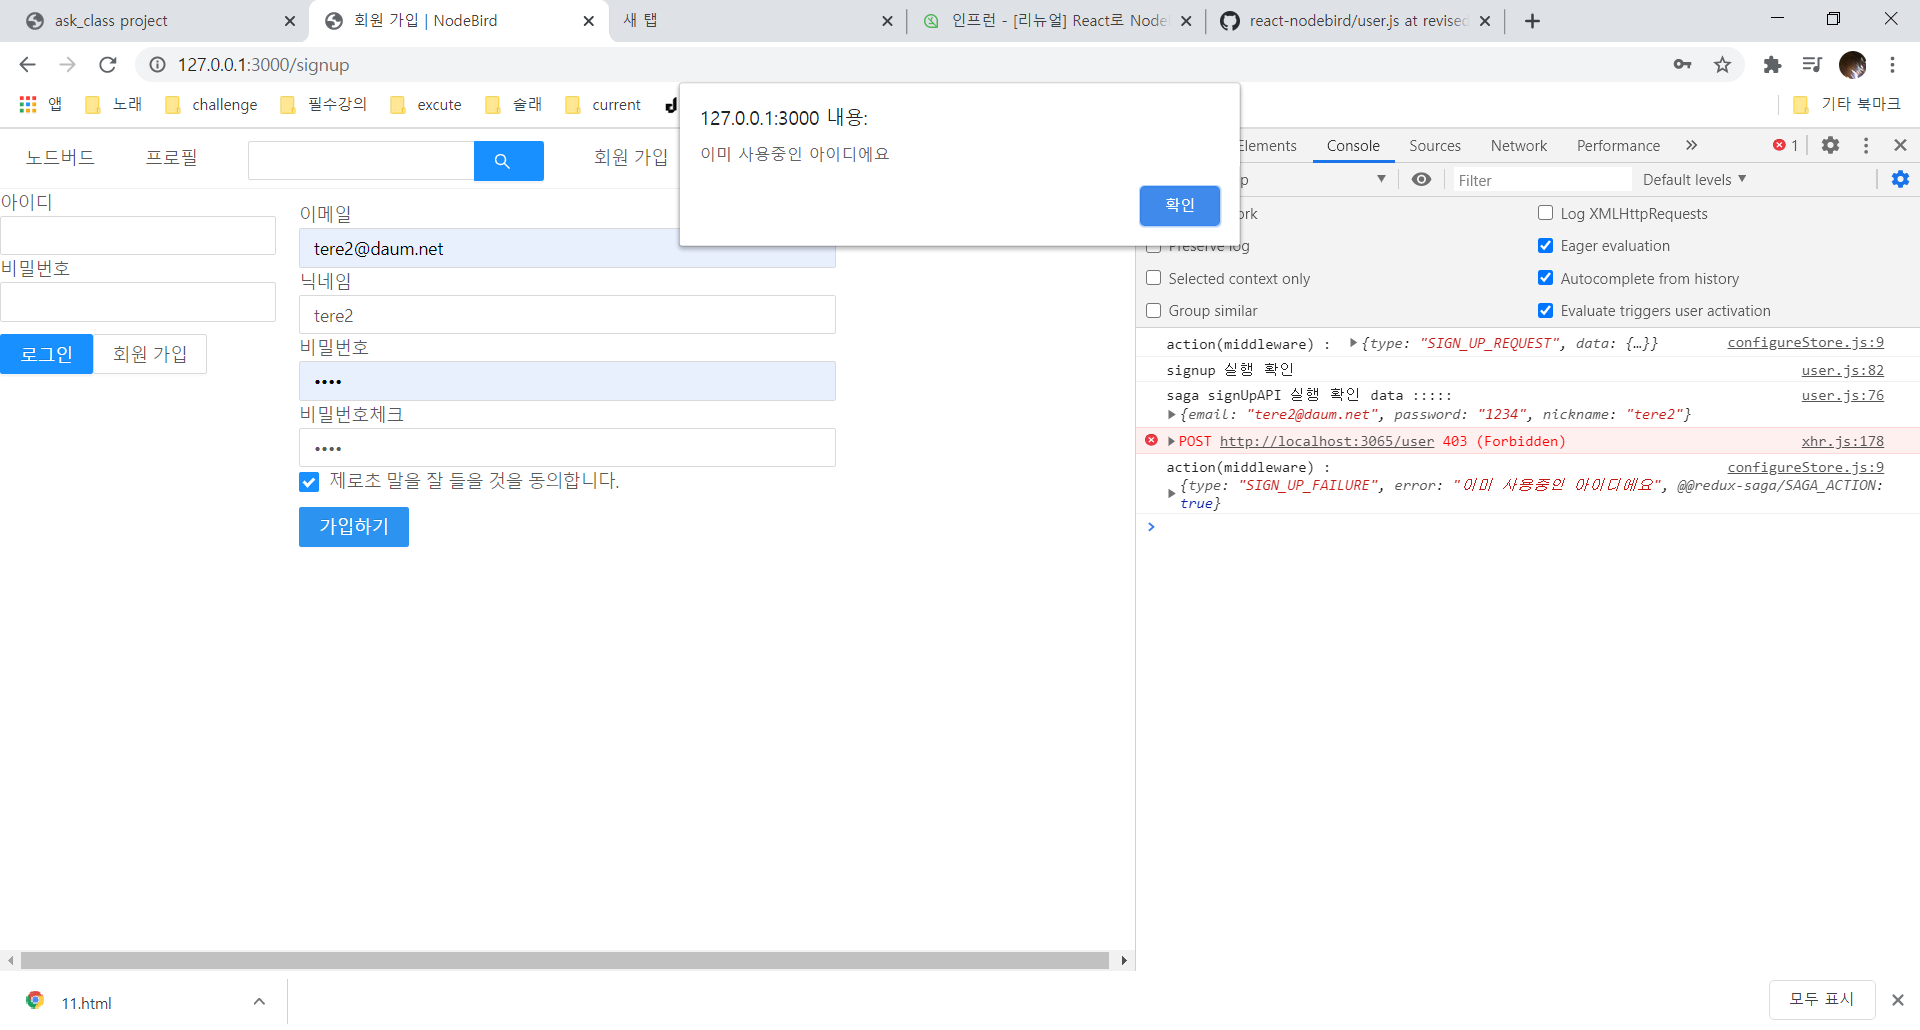 ask_class project
회원 가입 | NodeBird
새 탭
인프런 - [리뉴얼] React로 Node
react-nodebird/user.js at revised
127.0.0.1:3000/signup
앱
노래
challenge
필수강의
excute
술래
current
기타 북마크
127.0.0.1:3000 내용:
이미 사용중인 아이디에요
확인
노드버드
프로필
회원 가입
아이디
비밀번호
로그인
회원 가입
이메일
tere2@daum.net
닉네임
tere2
비밀번호
••••
비밀번호체크
••••
제로초 말을 잘 들을 것을 동의합니다.
가입하기
Elements
Console
Sources
Network
Performance
»
1
p
Filter
Default levels ▼
rk
Log XMLHttpRequests
Preserve log
Eager evaluation
Selected context only
Autocomplete from history
Group similar
Evaluate triggers user activation
action(middleware) : ▶{type: "SIGN_UP_REQUEST", data: {…}}
configureStore.js:9
signup 실행 확인
user.js:82
saga signUpAPI 실행 확인 data :::::
user.js:76
▶{email: "tere2@daum.net", password: "1234", nickname: "tere2"}
▶POST http://localhost:3065/user 403 (Forbidden)
xhr.js:178
action(middleware) :
configureStore.js:9
{type: "SIGN_UP_FAILURE", error: "이미 사용중인 아이디에요", @@redux-saga/SAGA_ACTION:
▶true}
>
11.html
모두 표시